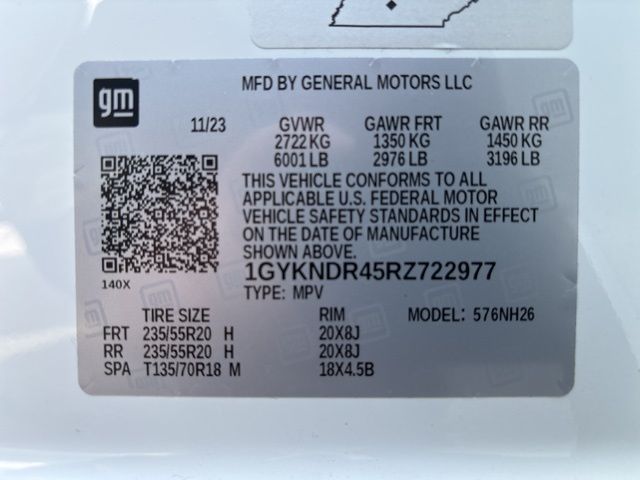 gm
MFD BY GENERAL MOTORS LLC
11/23 GVWR GAWR FRT GAWR RR
2722 KG 1350 KG 1450 KG
6001 LB 2976 LB 3196 LB
THIS VEHICLE CONFORMS TO ALL
APPLICABLE U.S. FEDERAL MOTOR
VEHICLE SAFETY STANDARDS IN EFFECT
ON THE DATE OF MANUFACTURE
SHOWN ABOVE.
1GYKNDR45RZ722977
140X
TYPE: MPV
TIRE SIZE RIM MODEL: 576NH26
FRT 235/55R20 H 20X8J
RR 235/55R20 H 20X8J
SPA T135/70R18 M 18X4.5B